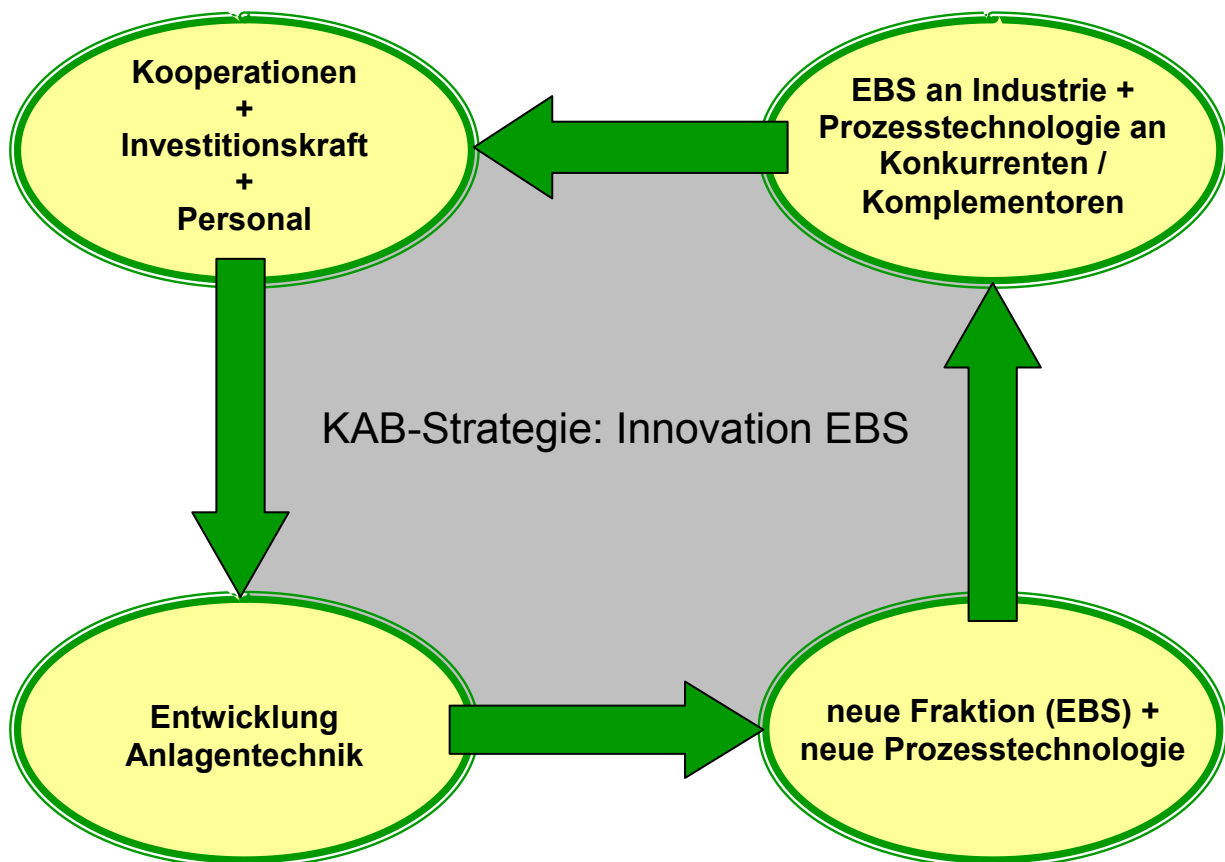 Kooperationen
+
Investitionskraft
+
Personal
EBS an Industrie +
Prozesstechnologie an
Konkurrenten /
Komplementoren
KAB-Strategie: Innovation EBS
Entwicklung
Anlagentechnik
neue Fraktion (EBS) +
neue Prozesstechnologie